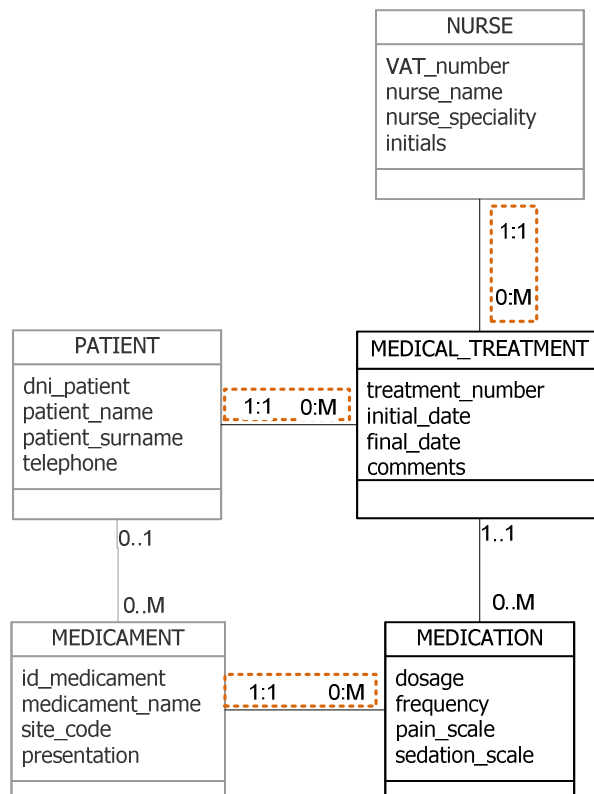 NURSE
VAT_number
nurse_name
nurse_speciality
initials
1:1
0:M
PATIENT
dni_patient
patient_name
patient_surname
telephone
1:1 0:M
MEDICAL_TREATMENT
treatment_number
initial_date
final_date
comments
0..1
0..M
1..1
0..M
MEDICAMENT
id_medicament
medicament_name
site_code
presentation
1:1 0:M
MEDICATION
dosage
frequency
pain_scale
sedation_scale